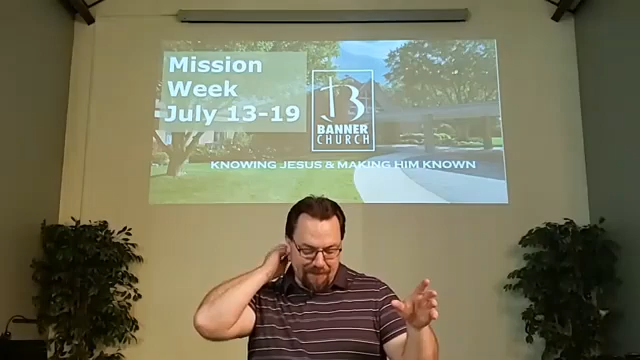 Mission
Week
July 13-19
BANNER
CHURCH
KNOWING JESUS & MAKING HIM KNOWN